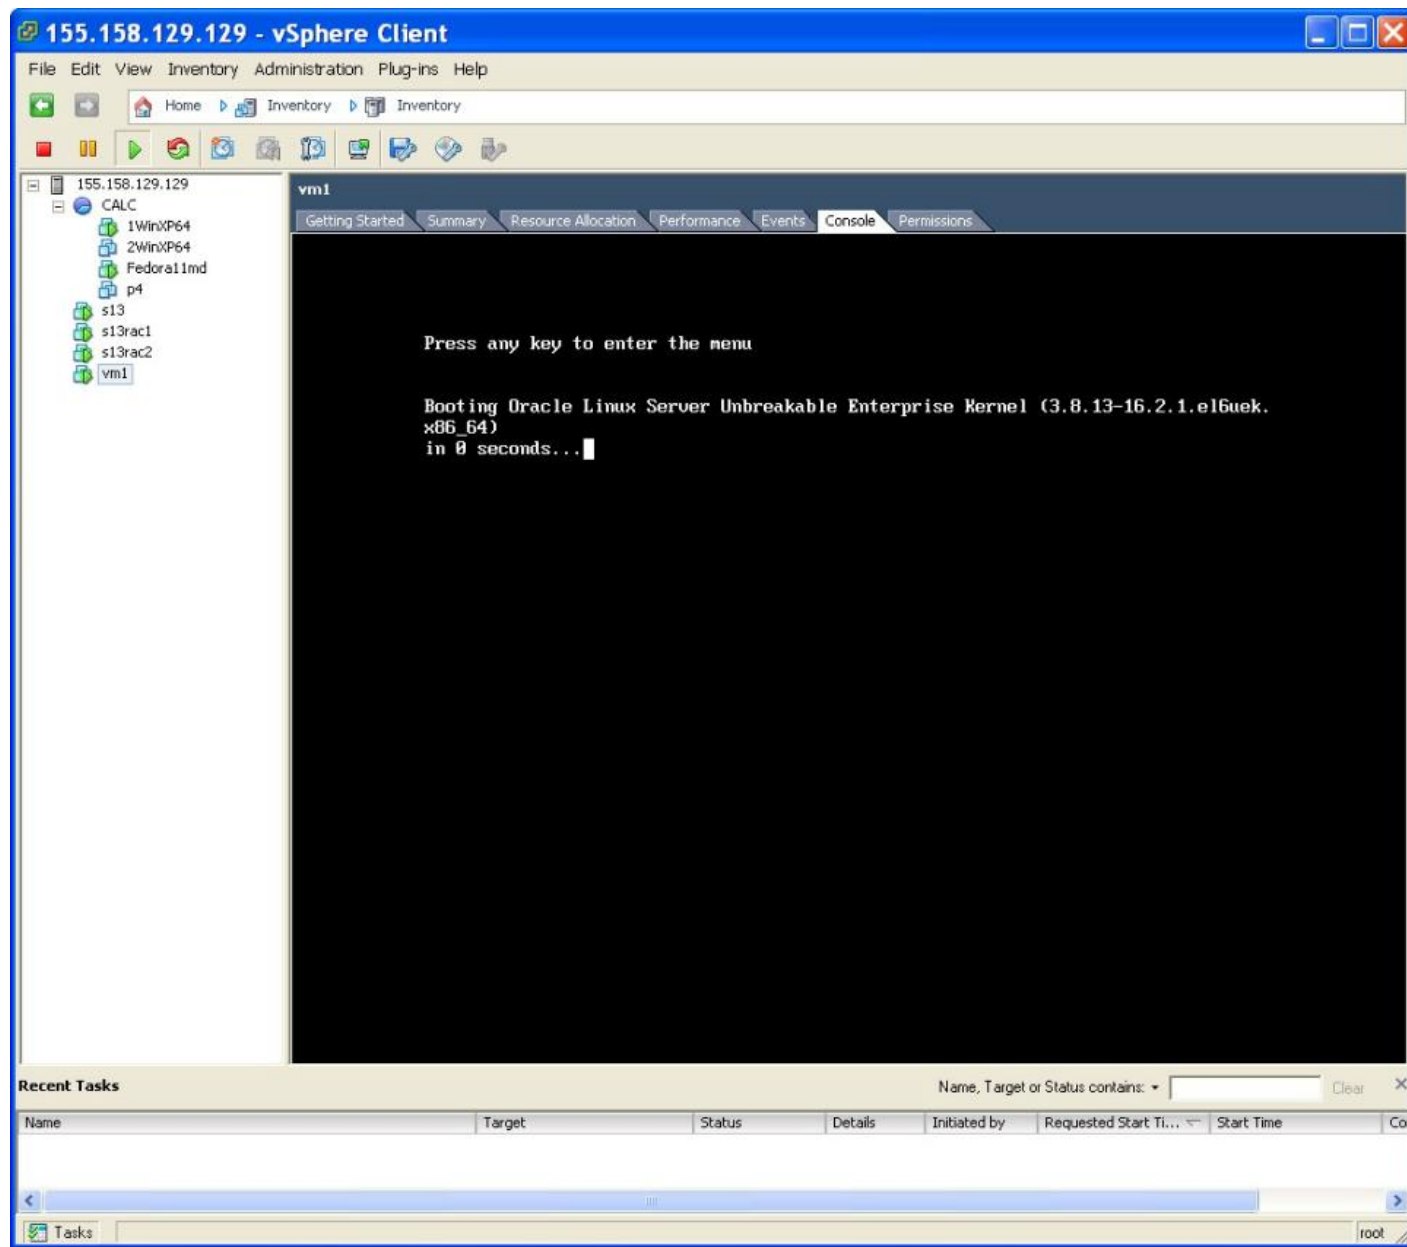 155.158.129.129 - vSphere Client
File Edit View Inventory Administration Plug-ins Help
Home Inventory Inventory
155.158.129.129
CALC
1WinXP64
2WinXP64
Fedora11md
p4
s13
s13rac1
s13rac2
vm1
vm1
Getting Started Summary Resource Allocation Performance Events Console Permissions
Press any key to enter the menu
Booting Oracle Linux Server Unbreakable Enterprise Kernel (3.8.13-16.2.1.el6uek.
x86_64)
in 0 seconds...
Recent Tasks
Name, Target or Status contains: Clear
Name Target Status Details Initiated by Requested Start Ti... Start Time Co
Tasks root